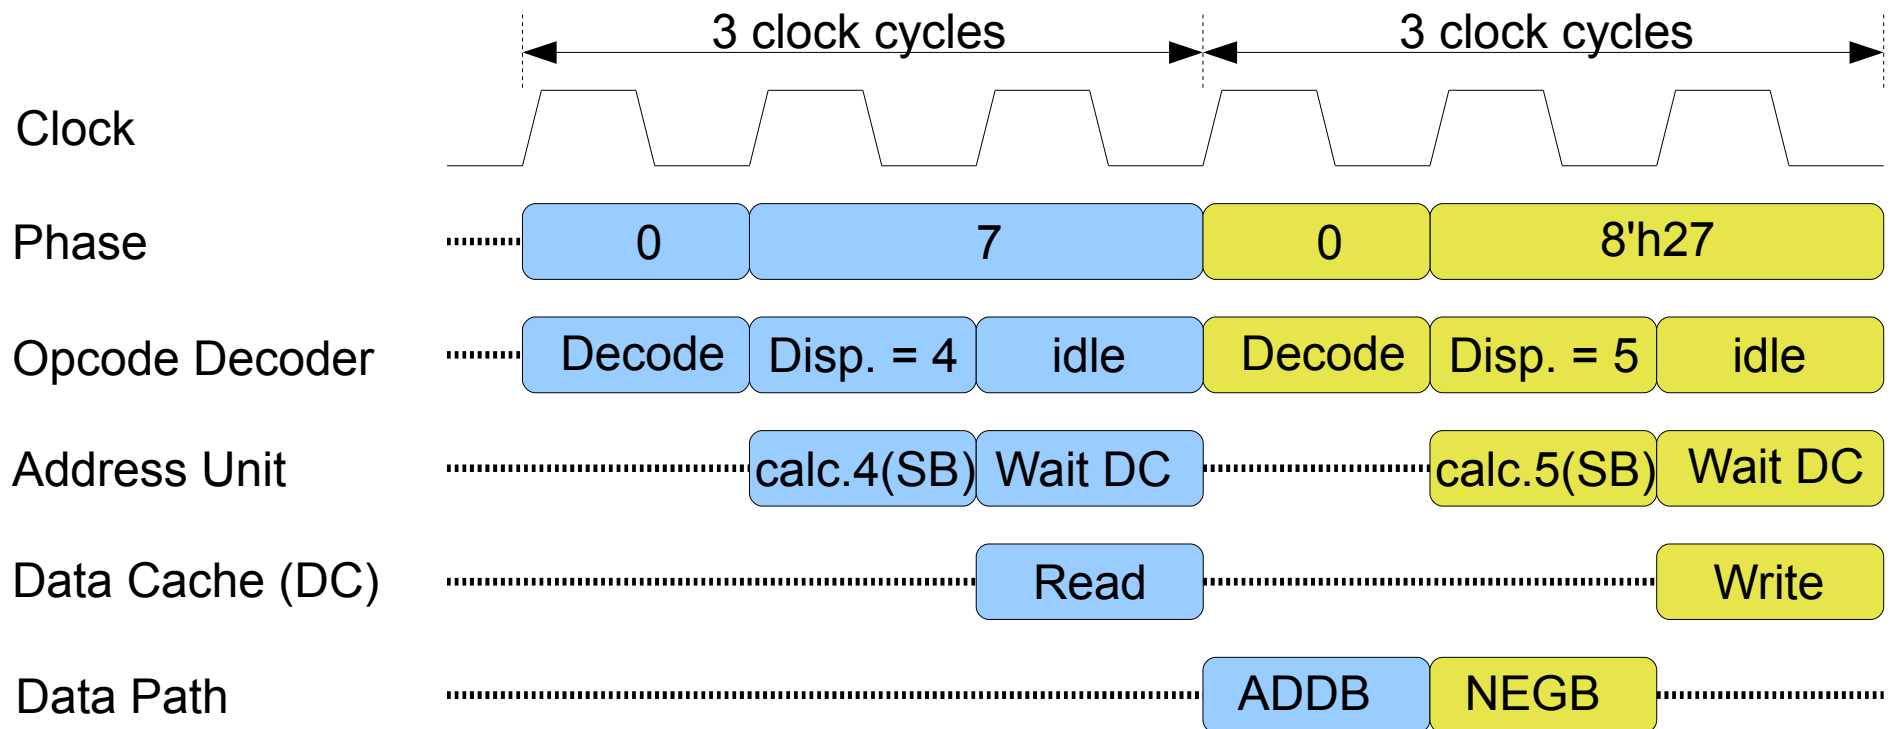 3 clock cycles 3 clock cycles
Clock
Phase 0 7 0 8'h27
Opcode Decoder Decode Disp. = 4 idle Decode Disp. = 5 idle
Address Unit calc.4(SB) Wait DC calc.5(SB) Wait DC
Data Cache (DC) Read Write
Data Path ADDB NEGB